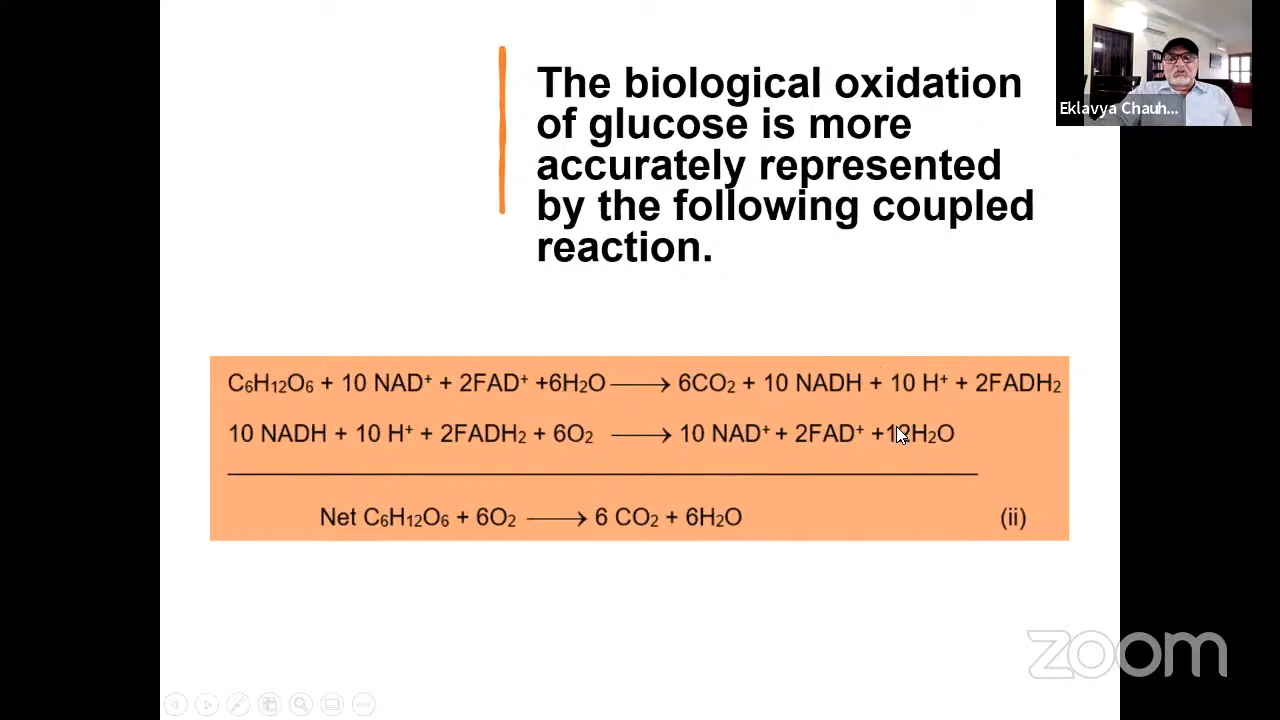 The biological oxidation
of glucose is more
accurately represented
by the following coupled
reaction.
Eklavya Chauh...
C₆H₁₂O₆ + 10 NAD⁺ + 2FAD⁺ +6H₂O ⟶ 6CO₂ + 10 NADH + 10 H⁺ + 2FADH₂
10 NADH + 10 H⁺ + 2FADH₂ + 6O₂ ⟶ 10 NAD⁺ + 2FAD⁺ +12H₂O
Net C₆H₁₂O₆ + 6O₂ ⟶ 6 CO₂ + 6H₂O (ii)
zoom